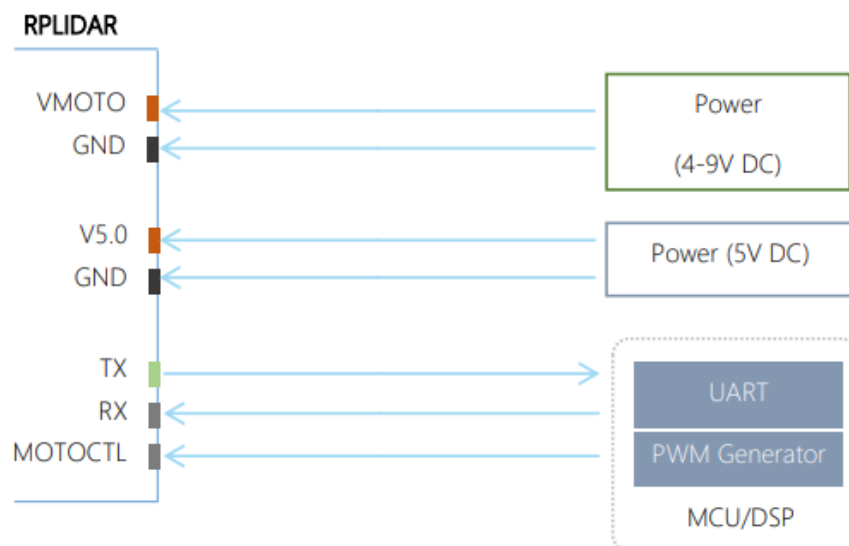 RPLIDAR
VMOTO
GND
Power
(4-9V DC)
V5.0
GND
Power (5V DC)
TX
RX
MOTOCTL
UART
PWM Generator
MCU/DSP